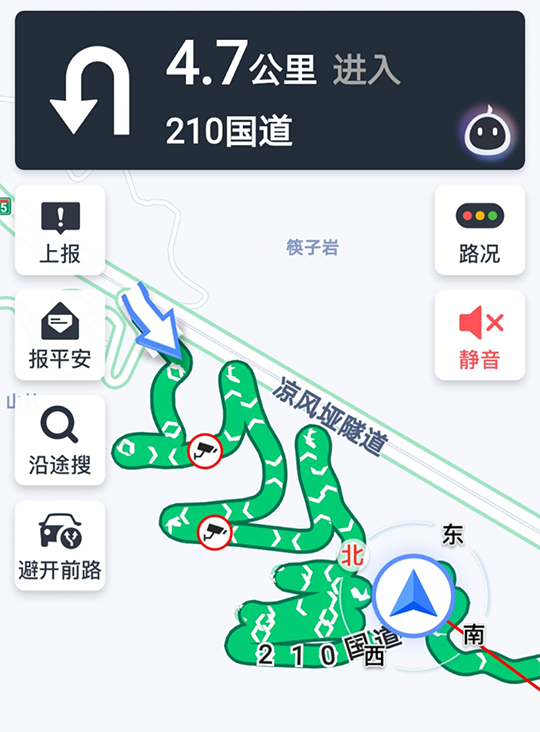 4.7公里 进入
210国道
上报
路况
5
筷子岩
报平安
静音
凉风垭隧道
沿途搜
避开前路
东
北
南
西
210国道